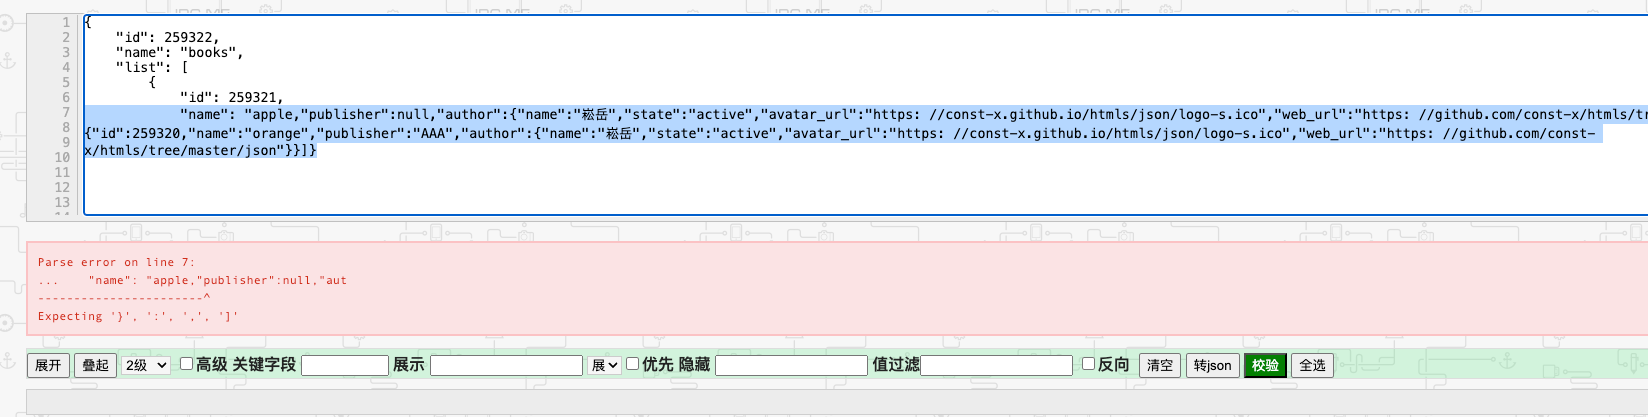 1 {
2 "id": 259322,
3 "name": "books",
4 "list": [
5 {
6 "id": 259321,
7 "name": "apple,"publisher":null,"author":{"name":"崧岳","state":"active","avatar_url":"https: //const-x.github.io/htmls/json/logo-s.ico","web_url":"https: //github.com/const-x/htmls/tr
8 {"id":259320,"name":"orange","publisher":"AAA","author":{"name":"崧岳","state":"active","avatar_url":"https: //const-x.github.io/htmls/json/logo-s.ico","web_url":"https: //github.com/const-
9 x/htmls/tree/master/json"}}]}
10
11
12
13
14
Parse error on line 7:
... "name": "apple,"publisher":null,"aut
-----------------------^
Expecting '}', ':', ',', ']'
展开 叠起 2级 高级 关键字段 展示 展 优先 隐藏 值过滤 反向 清空 转json 校验 全选